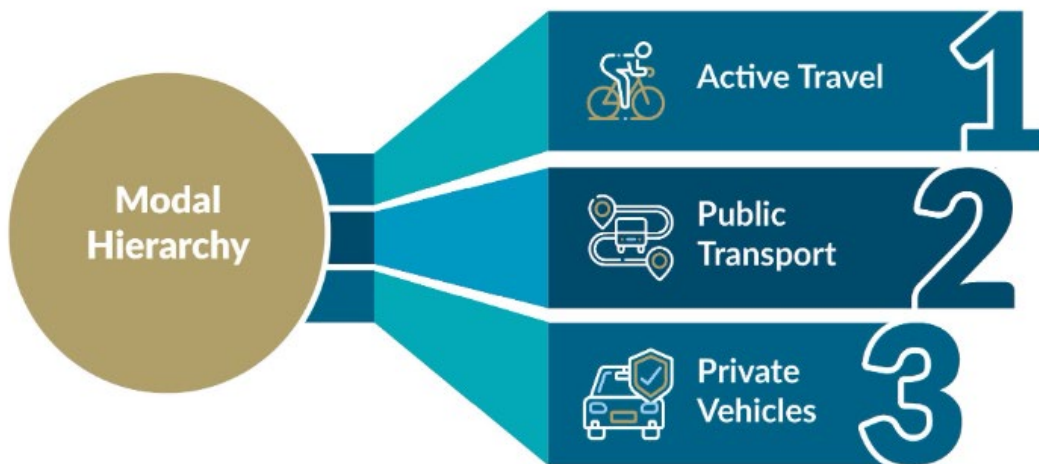 Modal
Hierarchy
Active Travel
1
Public
Transport
2
Private
Vehicles
3